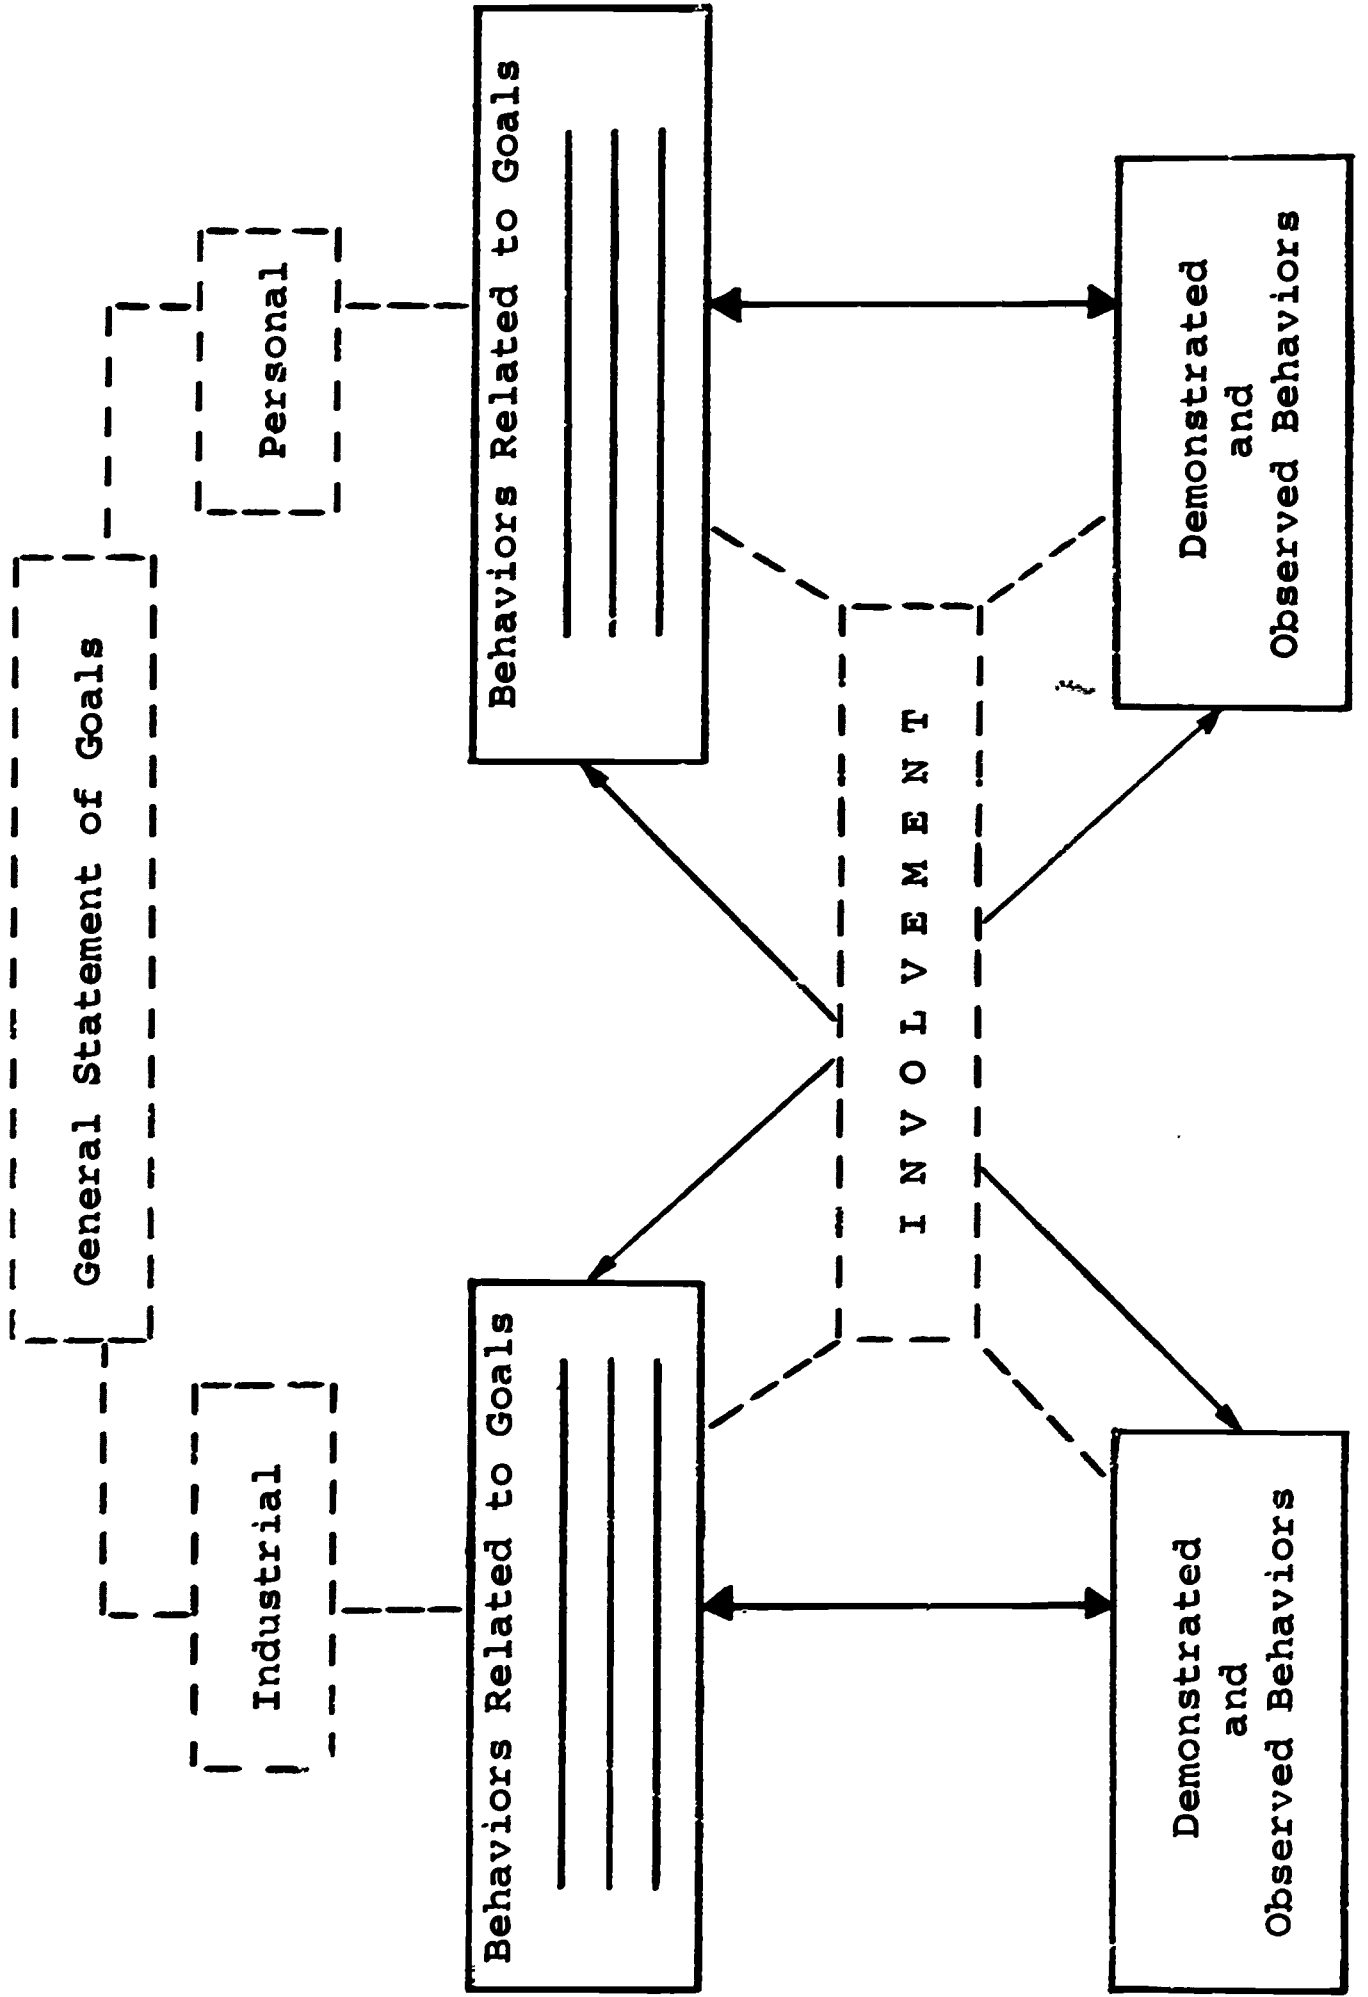 General Statement of Goals
Industrial
Personal
Behaviors Related to Goals
Behaviors Related to Goals
INVOLVEMENT
Demonstrated
and
Observed Behaviors
Demonstrated
and
Observed Behaviors